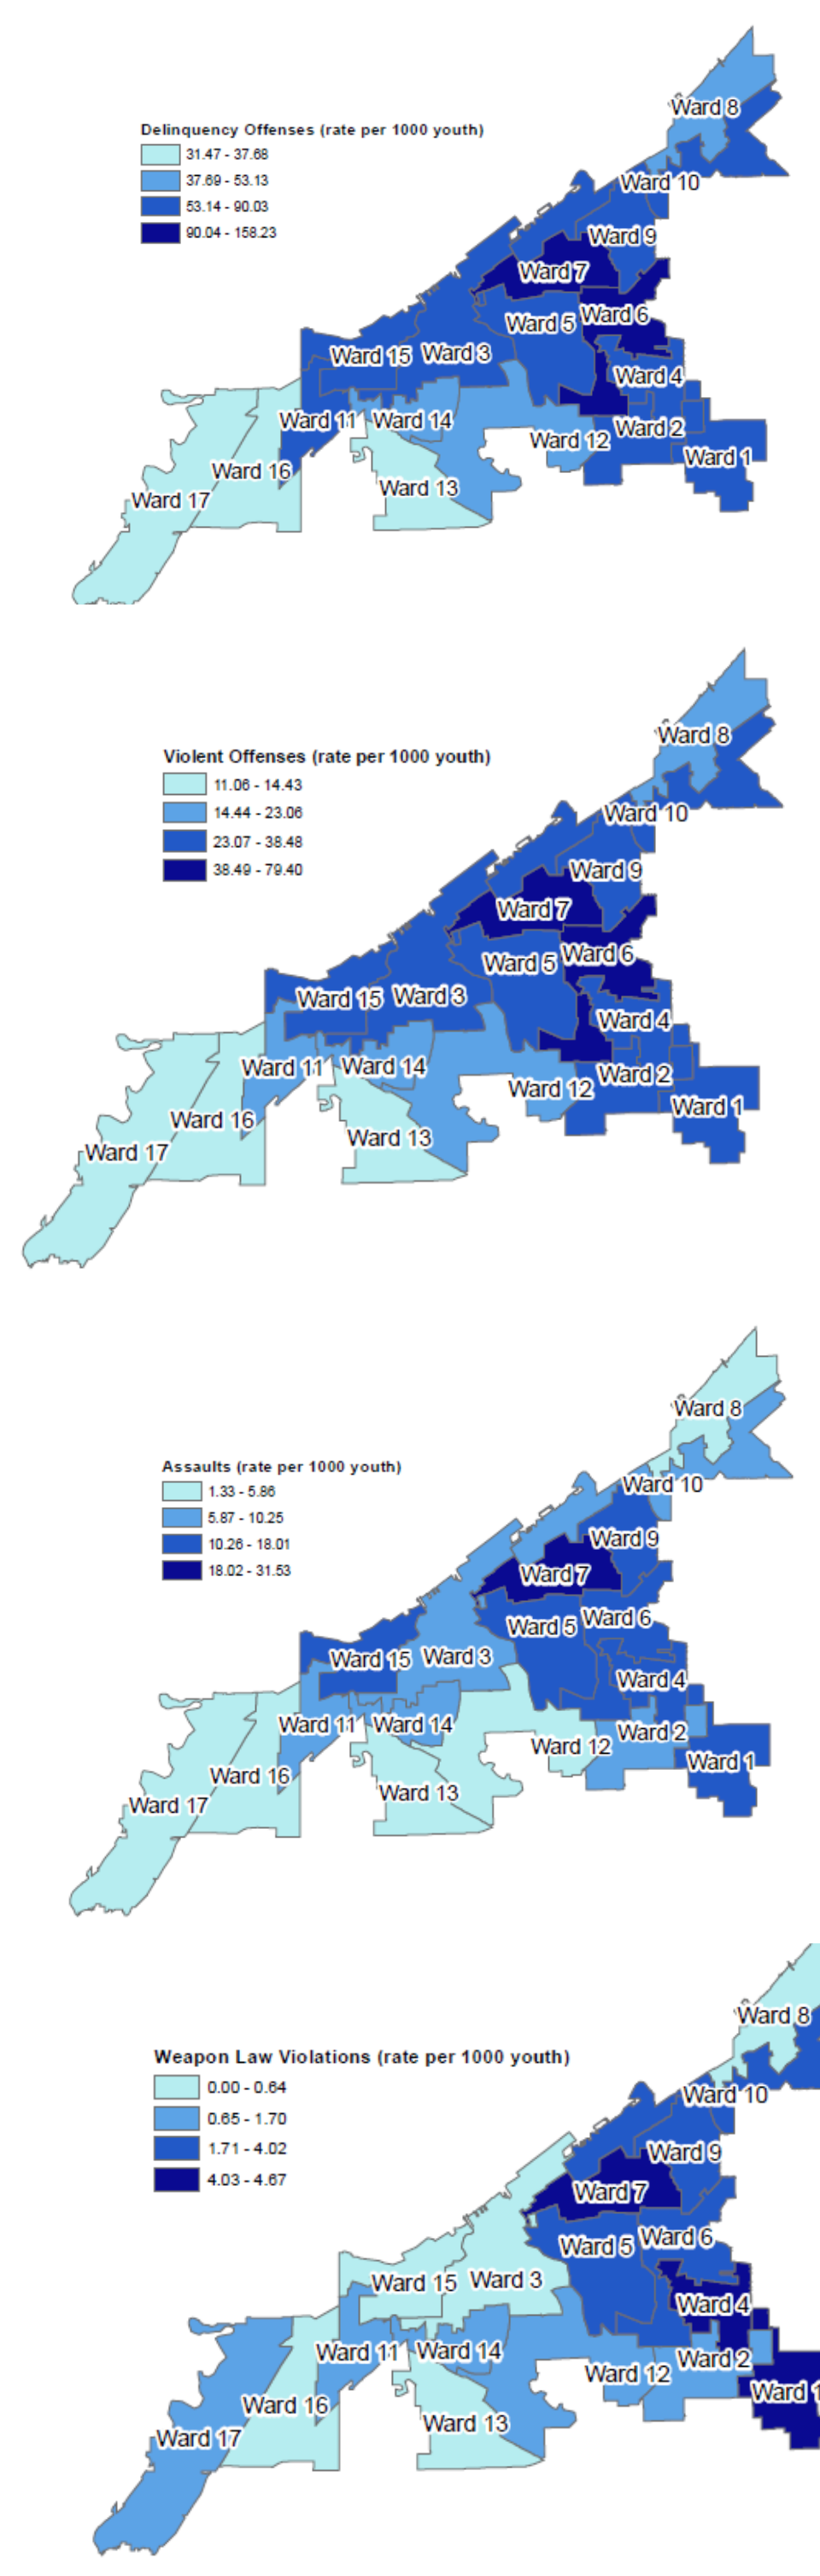 Ward 8
Delinquency Offenses (rate per 1000 youth)
31.47 - 37.68
37.69 - 53.13
53.14 - 90.03
90.04 - 158.23
Ward 10
Ward 9
Ward 7
Ward 5 Ward 6
Ward 15 Ward 3
Ward 4
Ward 11 Ward 14
Ward 12 Ward 2
Ward 1
Ward 16
Ward 13
Ward 17
Ward 8
Violent Offenses (rate per 1000 youth)
11.06 - 14.43
14.44 - 23.06
23.07 - 38.48
38.49 - 79.40
Ward 10
Ward 9
Ward 7
Ward 5 Ward 6
Ward 15 Ward 3
Ward 4
Ward 11 Ward 14
Ward 12 Ward 2
Ward 1
Ward 16
Ward 13
Ward 17
Ward 8
Assaults (rate per 1000 youth)
1.33 - 5.86
5.87 - 10.25
10.26 - 18.01
18.02 - 31.53
Ward 10
Ward 9
Ward 7
Ward 5 Ward 6
Ward 15 Ward 3
Ward 4
Ward 11 Ward 14
Ward 12 Ward 2
Ward 1
Ward 16
Ward 13
Ward 17
Ward 8
Weapon Law Violations (rate per 1000 youth)
0.00 - 0.64
0.65 - 1.70
1.71 - 4.02
4.03 - 4.67
Ward 10
Ward 9
Ward 7
Ward 5 Ward 6
Ward 15 Ward 3
Ward 4
Ward 11 Ward 14
Ward 12 Ward 2
Ward 1
Ward 16
Ward 13
Ward 17